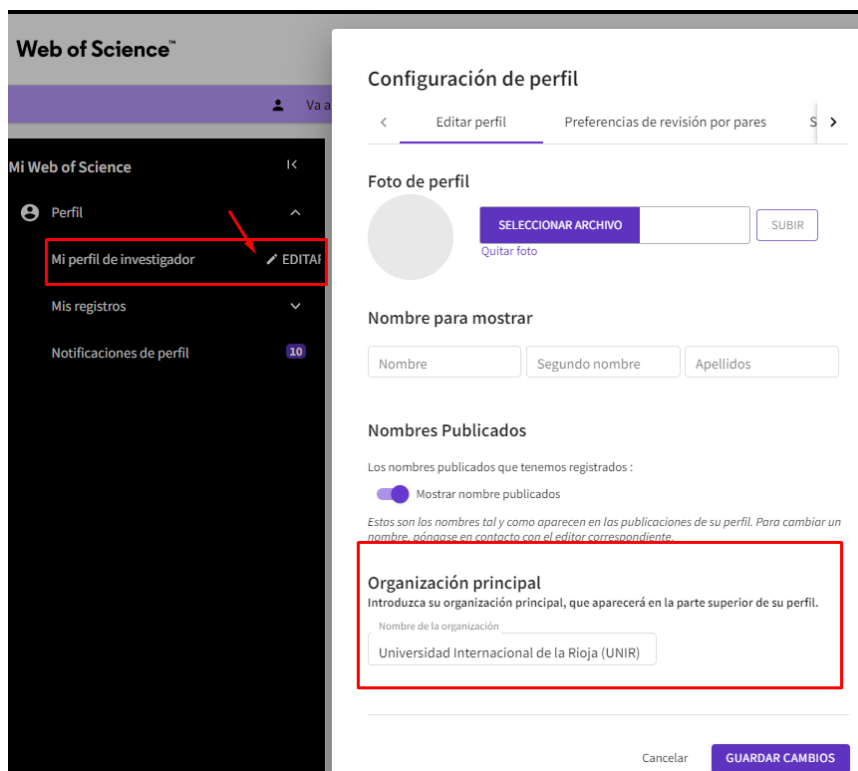 Web of Science™
Va a
Mi Web of Science
Perfil
Mi perfil de investigador
EDITAR
Mis registros
Notificaciones de perfil
10
Configuración de perfil
Editar perfil
Preferencias de revisión por pares
S
Foto de perfil
SELECCIONAR ARCHIVO
SUBIR
Quitar foto
Nombre para mostrar
Nombre
Segundo nombre
Apellidos
Nombres Publicados
Los nombres publicados que tenemos registrados :
Mostrar nombre publicados
Estos son los nombres tal y como aparecen en las publicaciones de su perfil. Para cambiar un
nombre, póngase en contacto con el editor correspondiente.
Organización principal
Introduzca su organización principal, que aparecerá en la parte superior de su perfil.
Nombre de la organización
Universidad Internacional de la Rioja (UNIR)
Cancelar
GUARDAR CAMBIOS